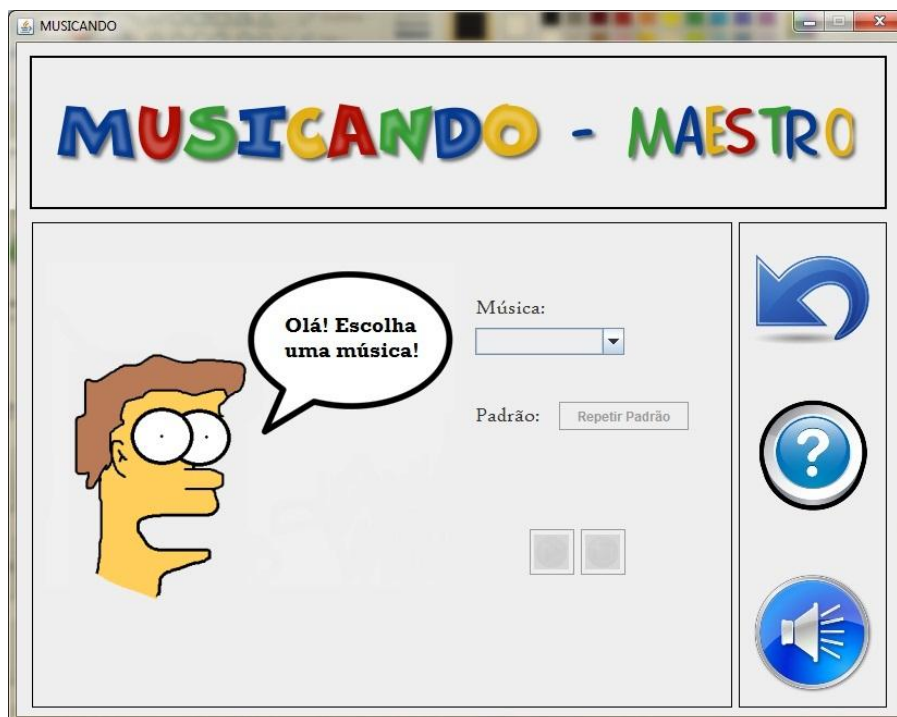 MUSICANDO
MUSICANDO - MAESTRO
Olá! Escolha
uma música!
Música:
Padrão:
Repetir Padrão
?